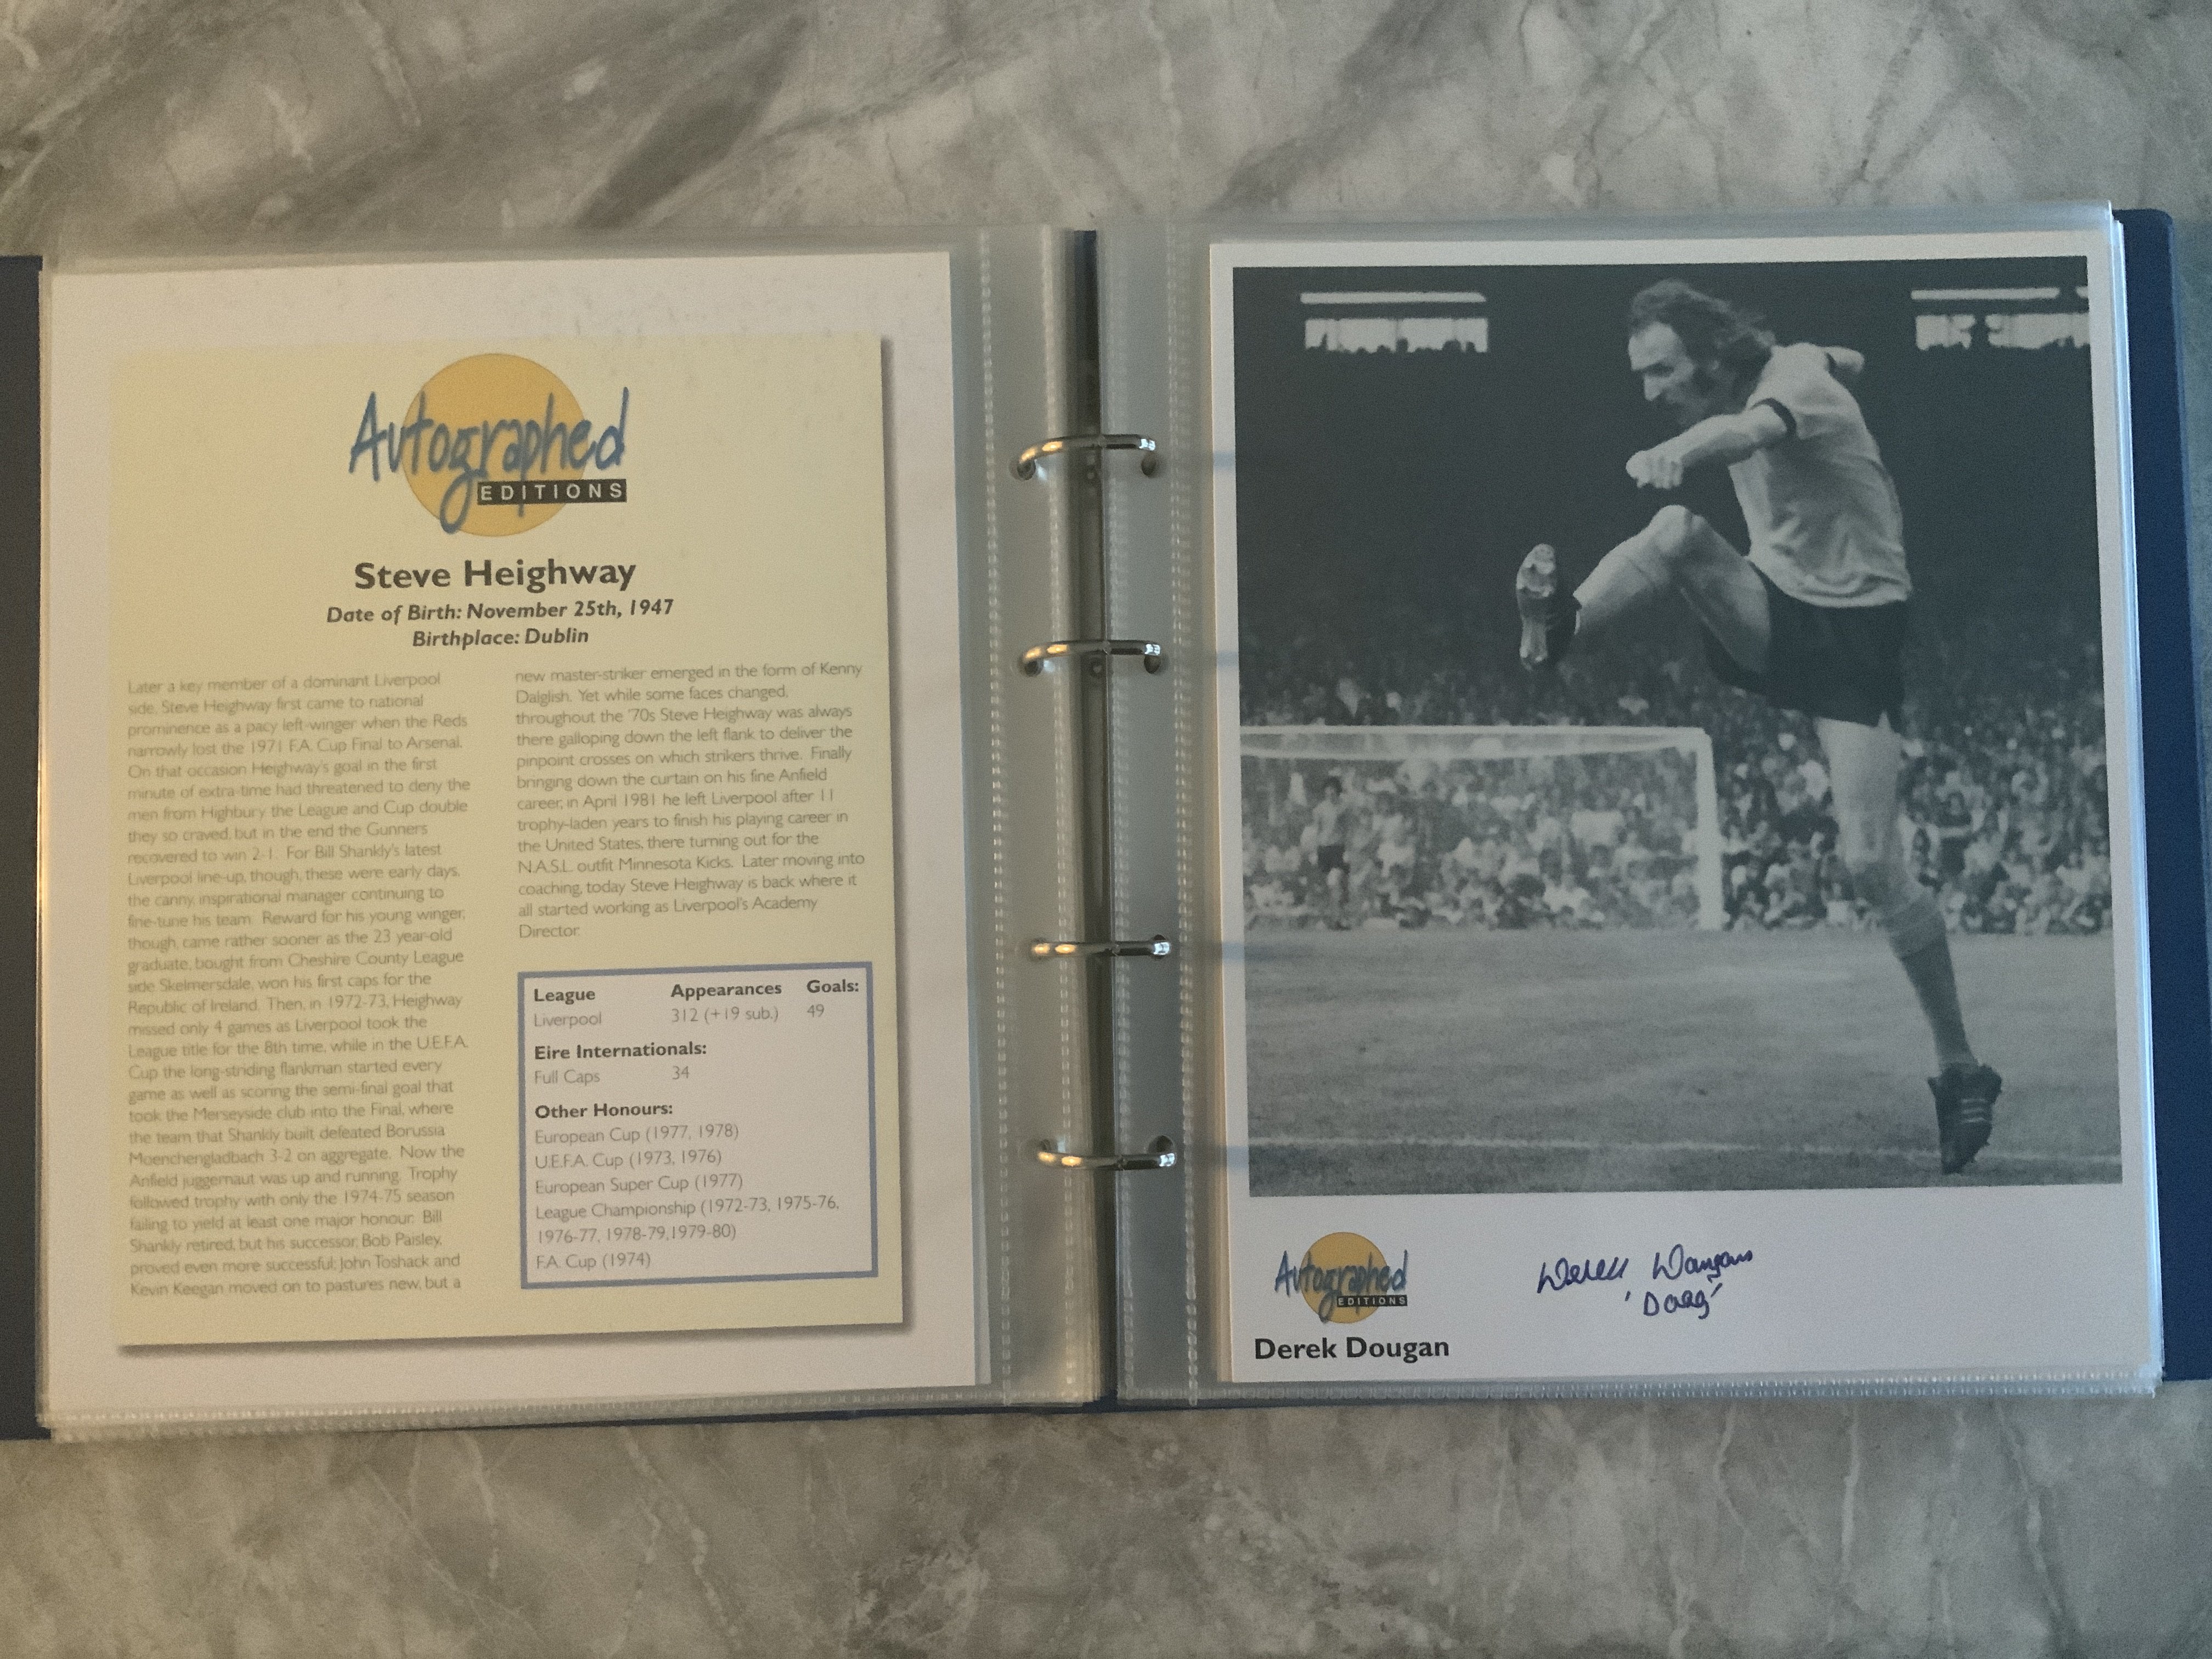 Autographed
EDITIONS
Steve Heighway
Date of Birth: November 25th, 1947
Birthplace: Dublin
Later a key member of a dominant Liverpool
side, Steve Heighway first came to national
prominence as a pacy left-winger when the Reds
narrowly lost the 1971 F.A. Cup Final to Arsenal.
On that occasion Heighway's goal in the first
minute of extra-time had threatened to deny the
men from Highbury the League and Cup double
they so craved, but in the end the Gunners
recovered to win 2-1. For Bill Shankly's latest
Liverpool line-up, though, these were early days,
the canny, inspirational manager continuing to
fine-tune his team. Reward for his young winger,
though, came rather sooner as the 23 year-old
graduate, bought from Cheshire County League
side Skelmersdale, won his first caps for the
Republic of Ireland. Then, in 1972-73, Heighway
missed only 4 games as Liverpool took the
League title for the 8th time, while in the U.E.F.A.
Cup the long-striding flankman started every
game as well as scoring the semi-final goal that
took the Merseyside club into the Final, where
the team that Shankly built defeated Borussia
Moenchengladbach 3-2 on aggregate. Now the
Anfield juggernaut was up and running. Trophy
followed trophy with only the 1974-75 season
failing to yield at least one major honour. Bill
Shankly retired, but his successor, Bob Paisley,
proved even more successful; John Toshack and
Kevin Keegan moved on to pastures new, but a
new master-striker emerged in the form of Kenny
Dalglish. Yet while some faces changed,
throughout the '70s Steve Heighway was always
there galloping down the left flank to deliver the
pinpoint crosses on which strikers thrive. Finally
bringing down the curtain on his fine Anfield
career, in April 1981 he left Liverpool after 11
trophy-laden years to finish his playing career in
the United States, there turning out for the
N.A.S.L. outfit Minnesota Kicks. Later moving into
coaching, today Steve Heighway is back where it
all started working as Liverpool's Academy
Director.
League Appearances Goals:
Liverpool 312 (+19 sub.) 49
Eire Internationals:
Full Caps 34
Other Honours:
European Cup (1977, 1978)
U.E.F.A. Cup (1973, 1976)
European Super Cup (1977)
League Championship (1972-73, 1975-76,
1976-77, 1978-79,1979-80)
F.A. Cup (1974)
Autographed
EDITIONS
Derek Dougan
Derek Dougan
'Doog'